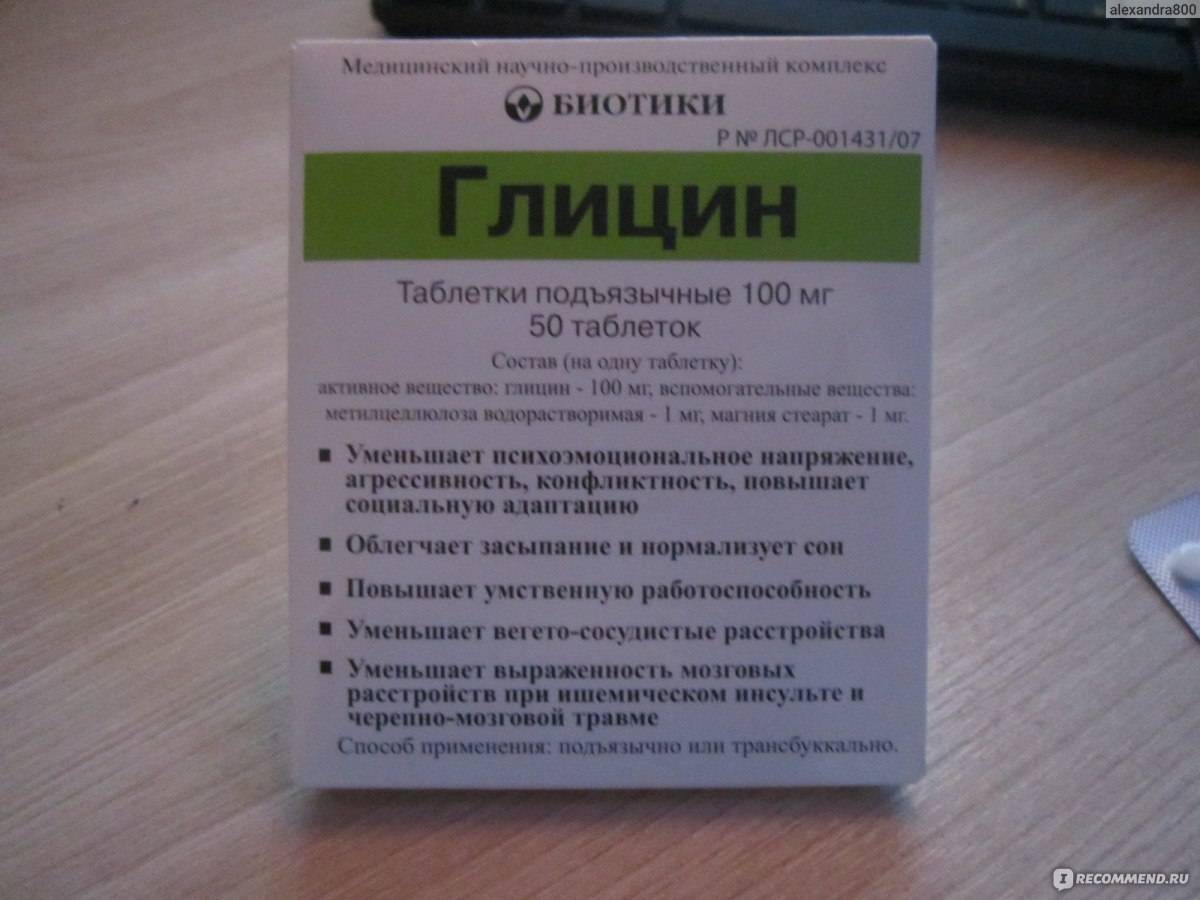 alexandra800
Медицинский научно-производственный комплекс
БИОТИКИ
Р № ЛСР-001431/07
Глицин
Таблетки подъязычные 100 мг
50 таблеток
Состав (на одну таблетку):
активное вещество: глицин - 100 мг, вспомогательные вещества:
метилцеллюлоза водорастворимая - 1 мг, магния стеарат - 1 мг.
▪ Уменьшает психоэмоциональное напряжение,
агрессивность, конфликтность, повышает
социальную адаптацию
▪ Облегчает засыпание и нормализует сон
▪ Повышает умственную работоспособность
▪ Уменьшает вегето-сосудистые расстройства
▪ Уменьшает выраженность мозговых
расстройств при ишемическом инсульте и
черепно-мозговой травме
Способ применения: подъязычно или трансбуккально.
IRECOMMEND.RU